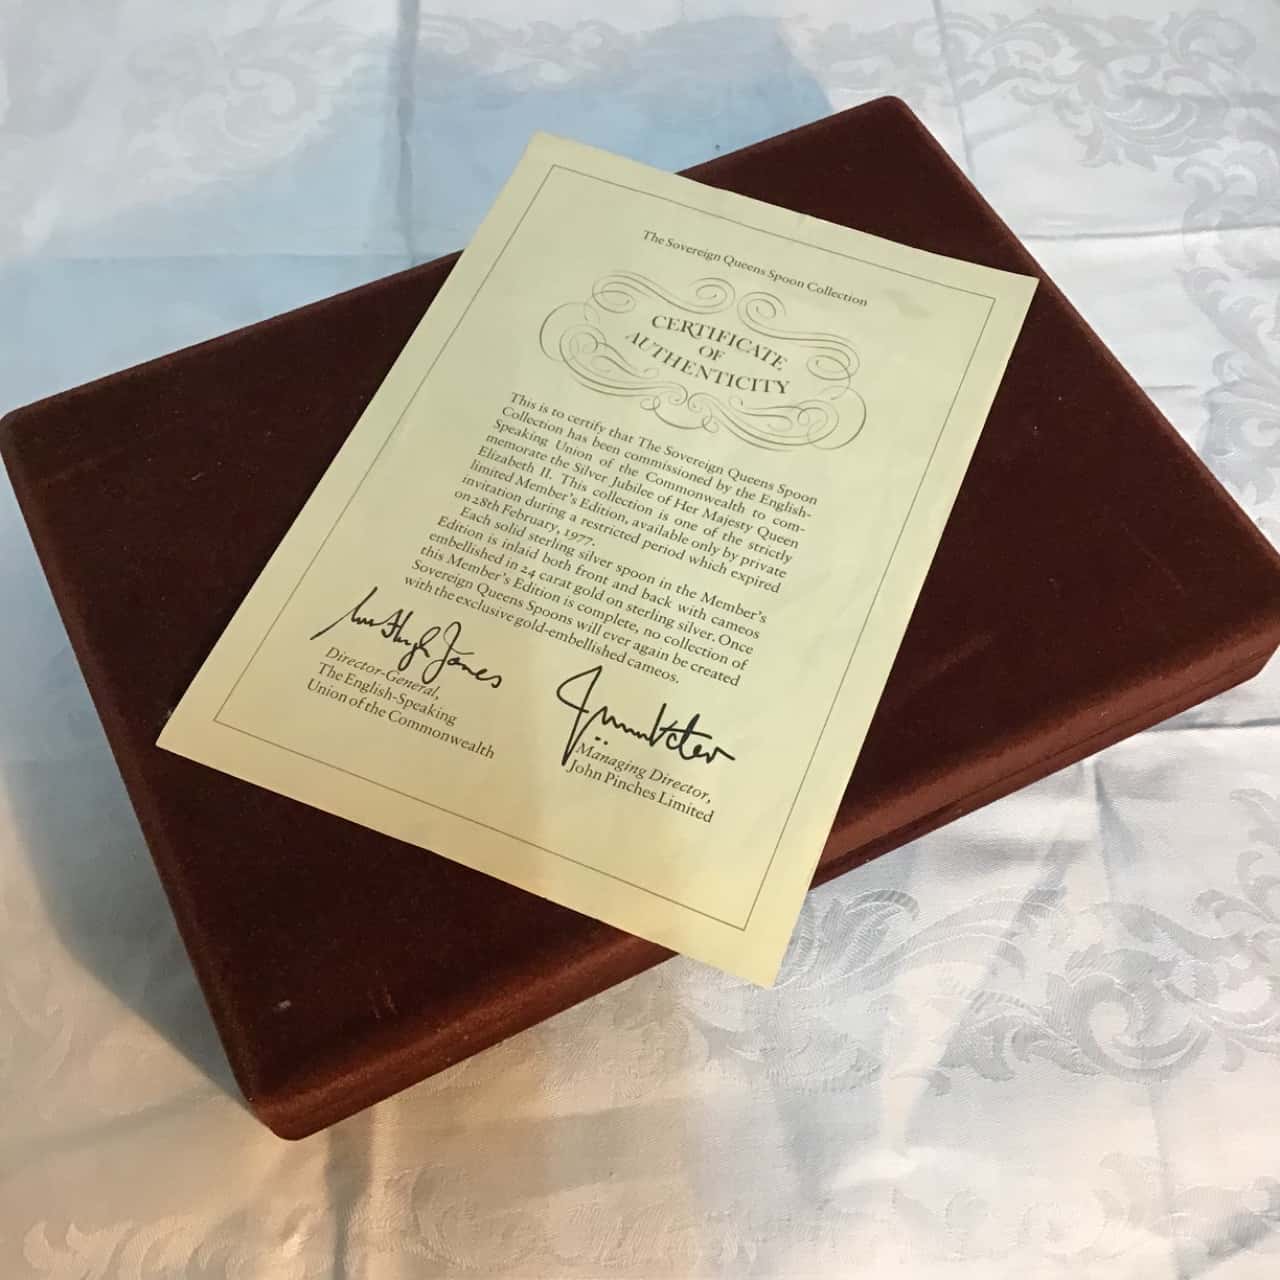 The Sovereign Queens Spoon Collection
CERTIFICATE
OF
AUTHENTICITY
This is to certify that The Sovereign Queens Spoon
Collection has been commissioned by the English-
Speaking Union of the Commonwealth to com-
memorate the Silver Jubilee of Her Majesty Queen
Elizabeth II. This collection is one of the strictly
limited Member's Edition, available only by private
invitation during a restricted period which expired
on 28th February, 1977.
Each solid sterling silver spoon in the Member's
Edition is inlaid both front and back with cameos
embellished in 24 carat gold on sterling silver. Once
this Member's Edition is complete, no collection of
Sovereign Queens Spoons will ever again be created
with the exclusive gold-embellished cameos.
Hugh Jones
Director-General,
The English-Speaking
Union of the Commonwealth
Managing Director,
John Pinches Limited